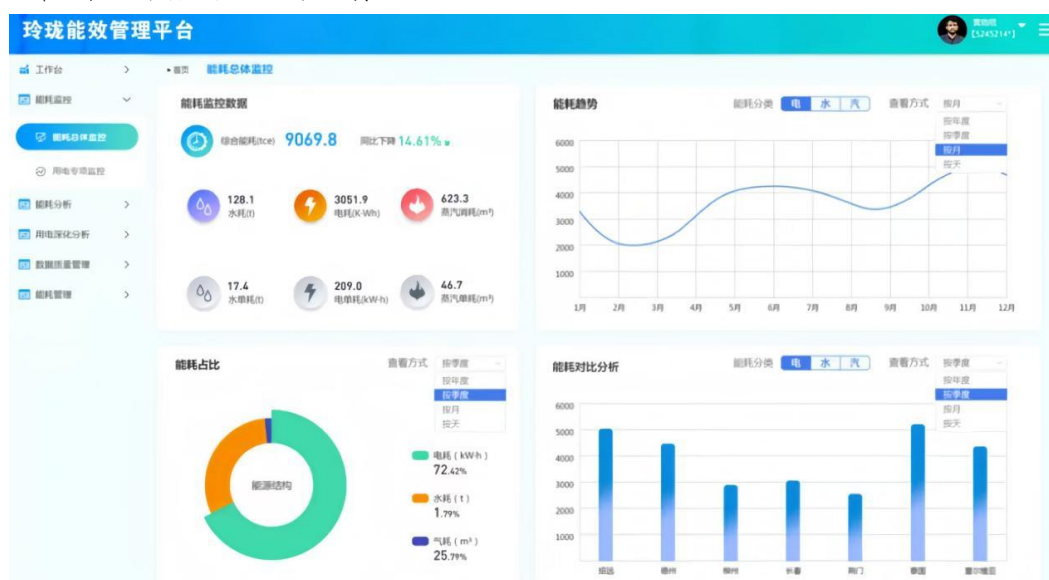 玲珑能效管理平台
工作台
能耗监控
能耗总体监控
用电专项监控
能耗分析
用电深化分析
数据质量管理
能耗管理
首页 能耗总体监控
能耗监控数据
综合能耗(tce) 9069.8 同比下降 14.61%
128.1
水耗(t)
3051.9
电耗(K·Wh)
623.3
蒸汽消耗(m³)
17.4
水单耗(t)
209.0
电单耗(kW·h)
46.7
蒸汽单耗(m³)
能耗趋势 能耗分类 电 水 汽 查看方式 按月
按年度
按季度
按月
按天
6000
5000
4000
3000
2000
1000
1月 2月 3月 4月 5月 6月 7月 8月 9月 10月 11月 12月
能耗占比 查看方式 按季度
按年度
按季度
按月
按天
能源结构
电耗（kW·h）
72.42%
水耗（t）
1.79%
气耗（m³）
25.79%
能耗对比分析 能耗分类 电 水 汽 查看方式 按季度
按年度
按季度
按月
按天
6000
5000
4000
3000
2000
1000
招远 德州 柳州 长春 荆门 泰国 塞尔维亚